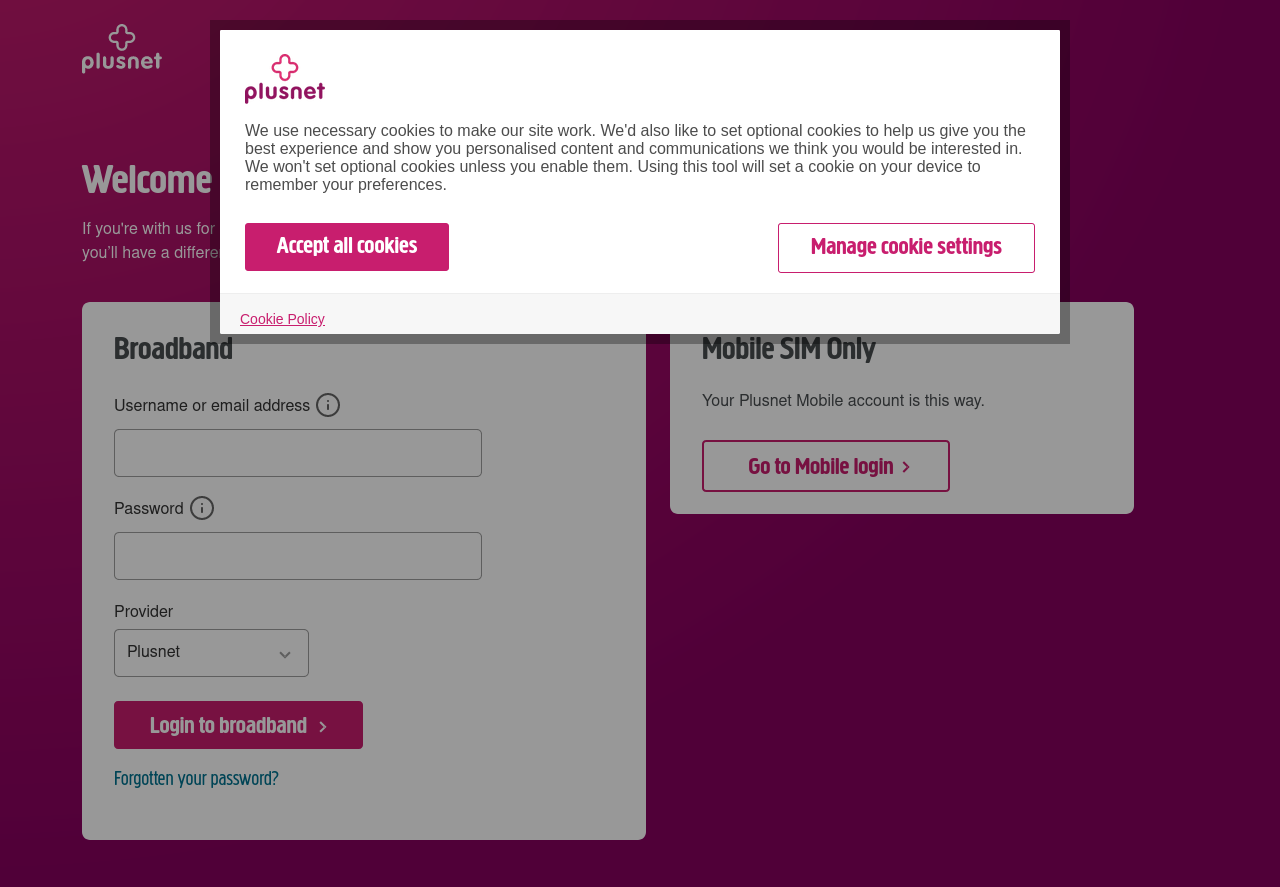 plusnet
plusnet
We use necessary cookies to make our site work. We'd also like to set optional cookies to help us give you the
best experience and show you personalised content and communications we think you would be interested in.
We won't set optional cookies unless you enable them. Using this tool will set a cookie on your device to
remember your preferences.
Accept all cookies
Manage cookie settings
Cookie Policy
Welcome
If you're with us for
you'll have a
Broadband
Username or email address
Password
Provider
Plusnet
Login to broadband
Forgotten your password?
Mobile SIM Only
Your Plusnet Mobile account is this way.
Go to Mobile login